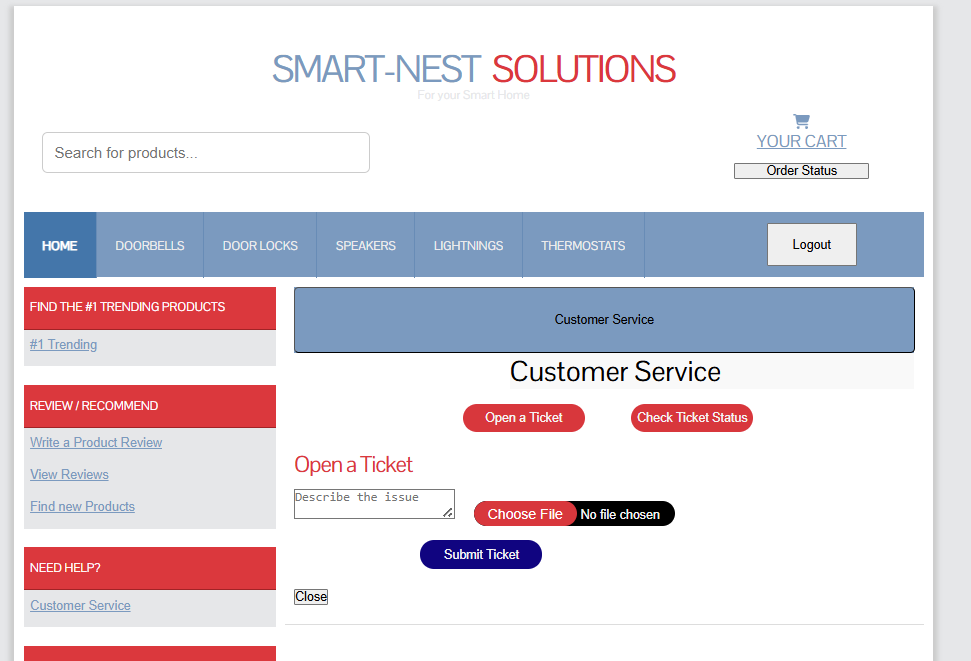 SMART-NEST SOLUTIONS
For your Smart Home
Search for products...
YOUR CART
Order Status
HOME DOORBELLS DOOR LOCKS SPEAKERS LIGHTNINGS THERMOSTATS Logout
FIND THE #1 TRENDING PRODUCTS
#1 Trending
REVIEW / RECOMMEND
Write a Product Review
View Reviews
Find new Products
NEED HELP?
Customer Service
Customer Service
Customer Service
Open a Ticket Check Ticket Status
Open a Ticket
Describe the issue
Choose File No file chosen
Submit Ticket
Close